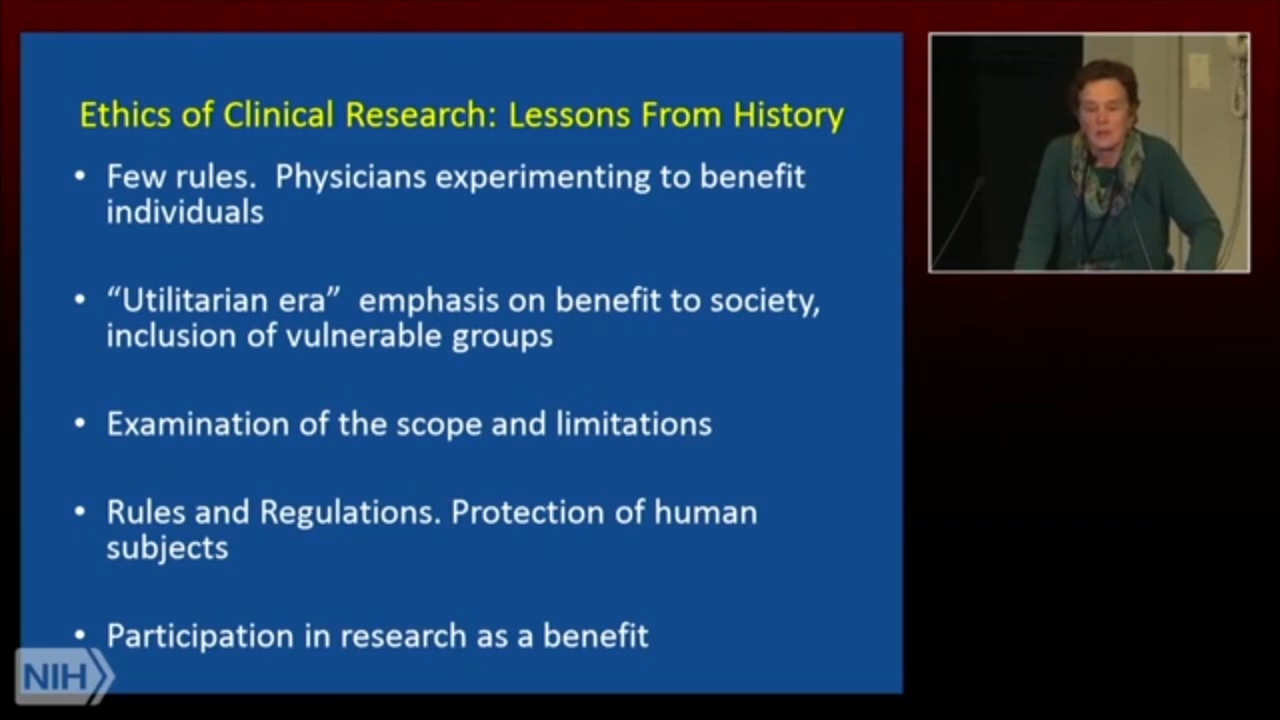 Ethics of Clinical Research: Lessons From History
• Few rules.  Physicians experimenting to benefit
individuals
• “Utilitarian era”  emphasis on benefit to society,
inclusion of vulnerable groups
• Examination of the scope and limitations
• Rules and Regulations. Protection of human
subjects
• Participation in research as a benefit
NIH